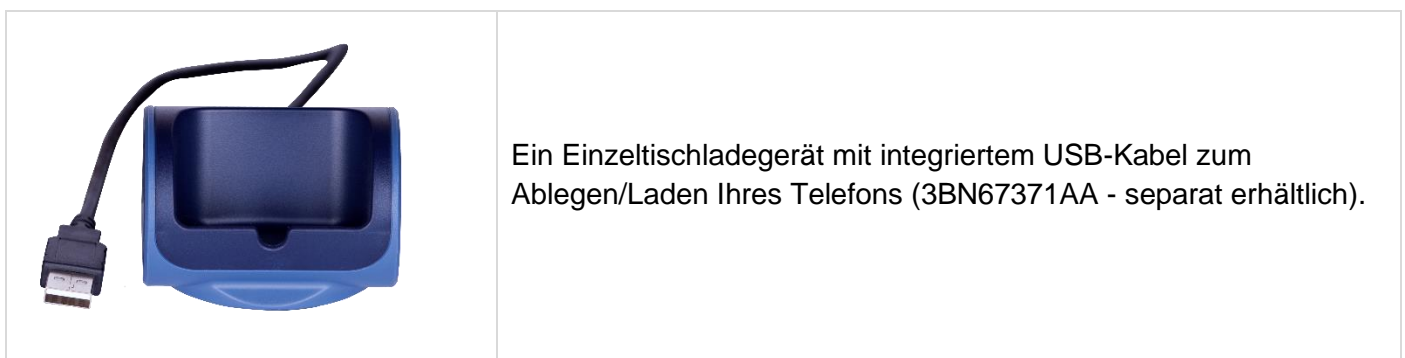 Ein Einzeltischladegerät mit integriertem USB-Kabel zum
Ablegen/Laden Ihres Telefons (3BN67371AA - separat erhältlich).